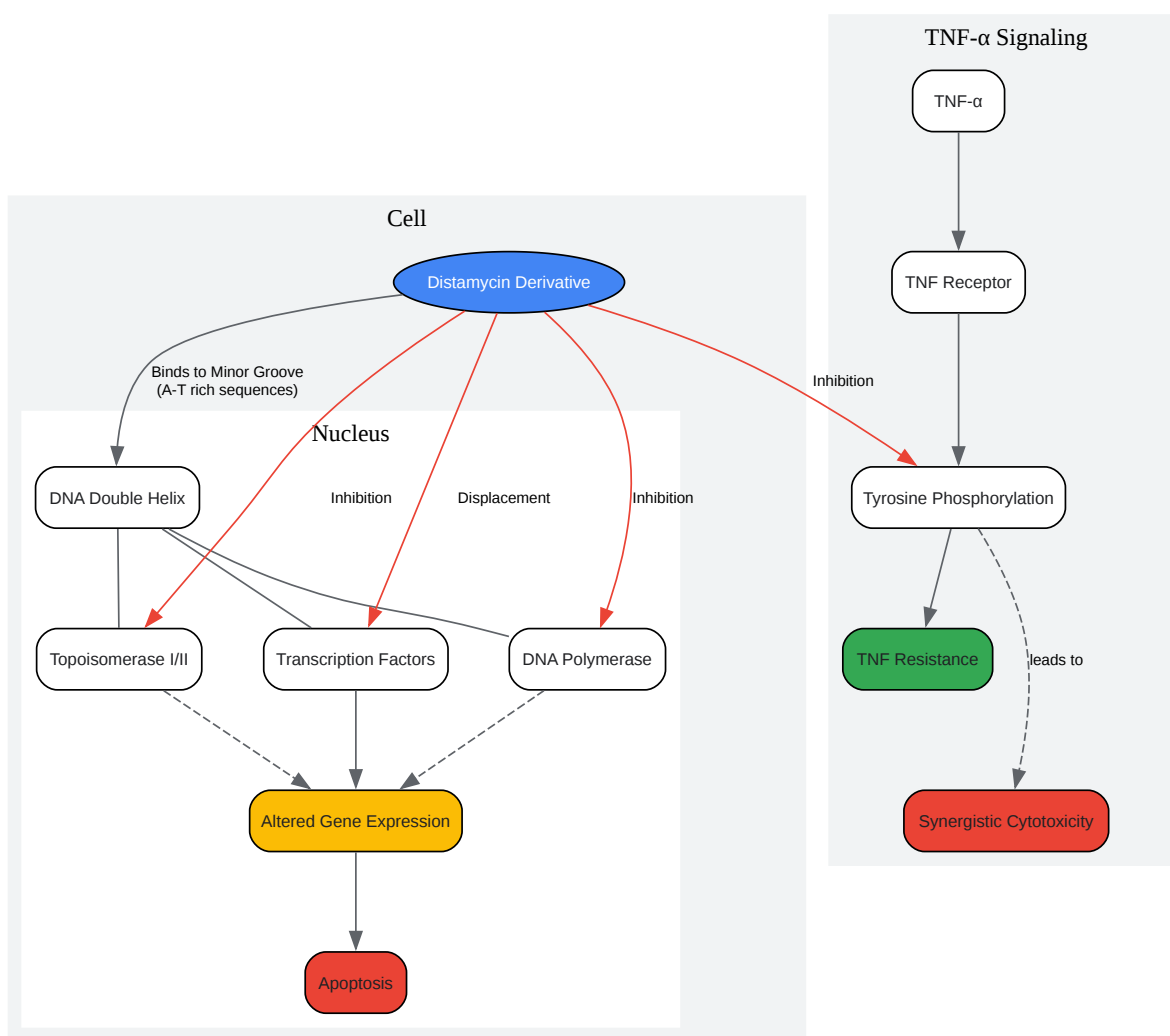 TNF-α Signaling
TNF-α
Cell
Distamycin Derivative
TNF Receptor
Binds to Minor Groove
(A-T rich sequences)
Inhibition
Nucleus
DNA Double Helix
Inhibition
Displacement
Inhibition
Tyrosine Phosphorylation
Topoisomerase I/II
Transcription Factors
DNA Polymerase
TNF Resistance
leads to
Altered Gene Expression
Synergistic Cytotoxicity
Apoptosis